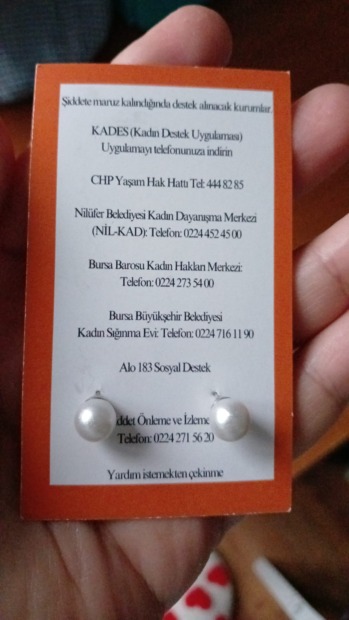 Şiddete maruz kalındığında destek alınacak kurumlar.
KADES (Kadın Destek Uygulaması)
Uygulamayı telefonunuza indirin
CHP Yaşam Hak Hattı Tel: 444 82 85
Nilüfer Belediyesi Kadın Dayanışma Merkezi
(NİL-KAD): Telefon: 0224 452 45 00
Bursa Barosu Kadın Hakları Merkezi:
Telefon: 0224 273 54 00
Bursa Büyükşehir Belediyesi
Kadın Sığınma Evi: Telefon: 0224 716 11 90
Alo 183 Sosyal Destek
Önleme ve İzleme
Telefon: 0224 271 56 20
Yardım istemekten çekinme